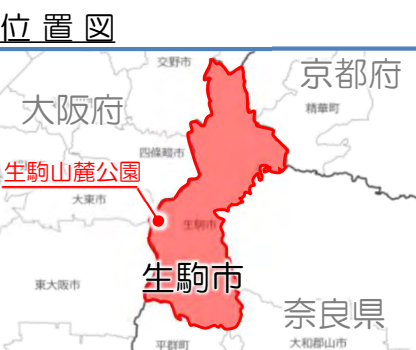 位置図
交野市
京都府
大阪府
精華町
四條畷市
生駒山麓公園
大東市
生駒市
生駒市
東大阪市
奈良県
平群町
大和郡山市